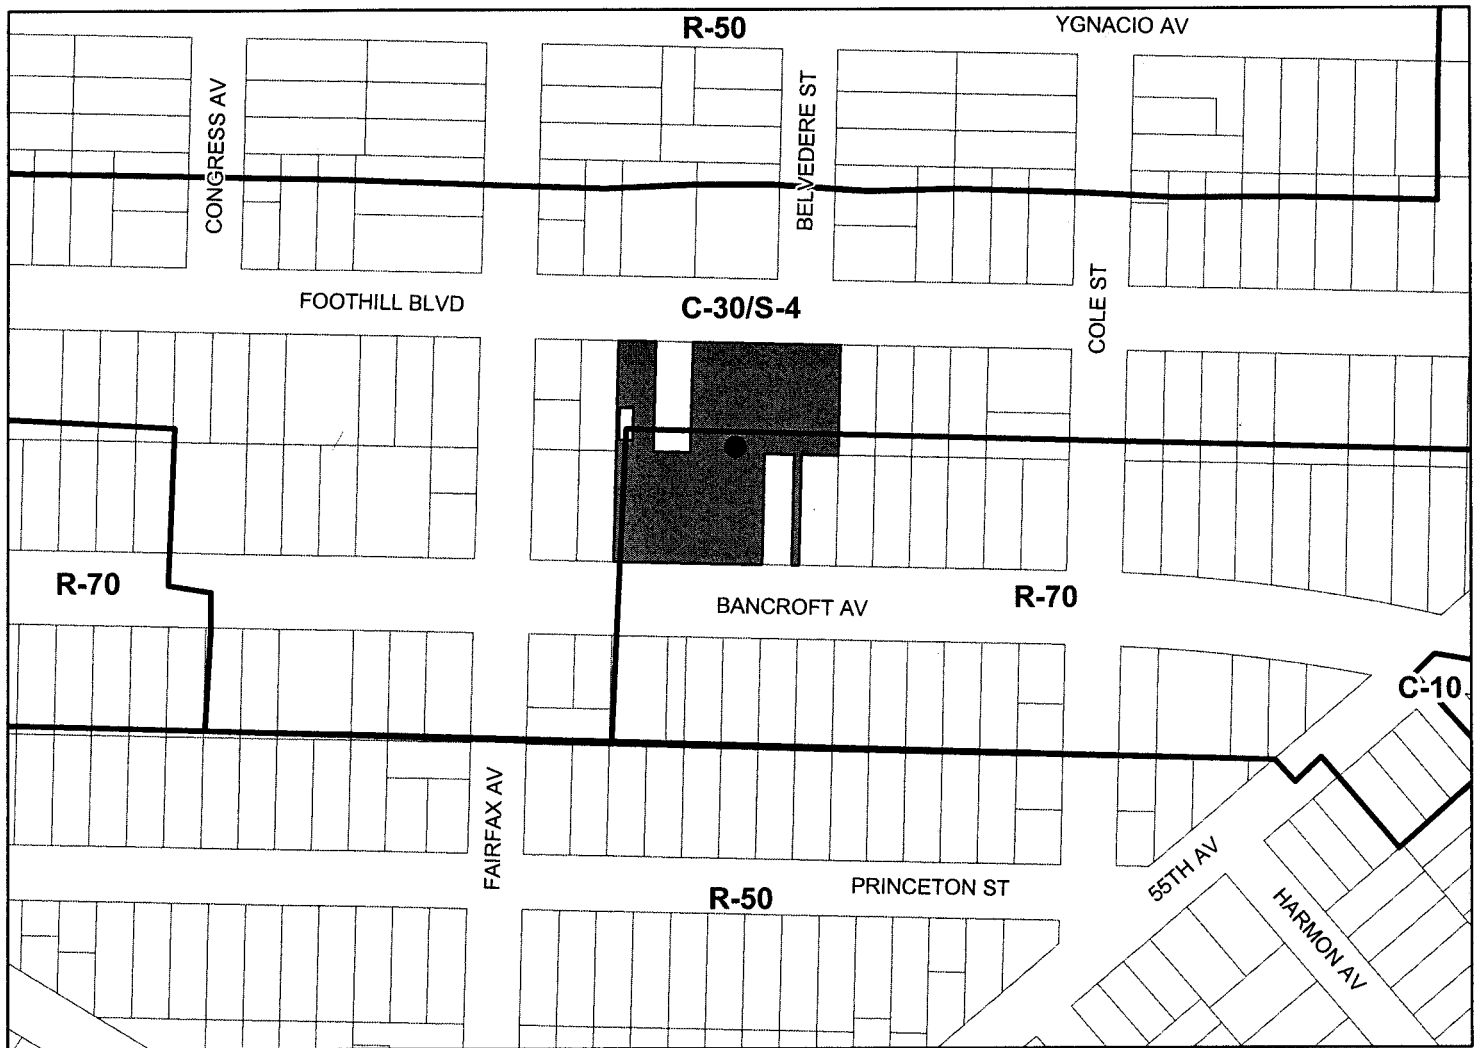 R-50
YGNACIO AV
CONGRESS AV
BELVEDERE ST
FOOTHILL BLVD
C-30/S-4
COLE ST
R-70
BANCROFT AV
R-70
C-10
FAIRFAX AV
55TH AV
PRINCETON ST
R-50
HARMON AV